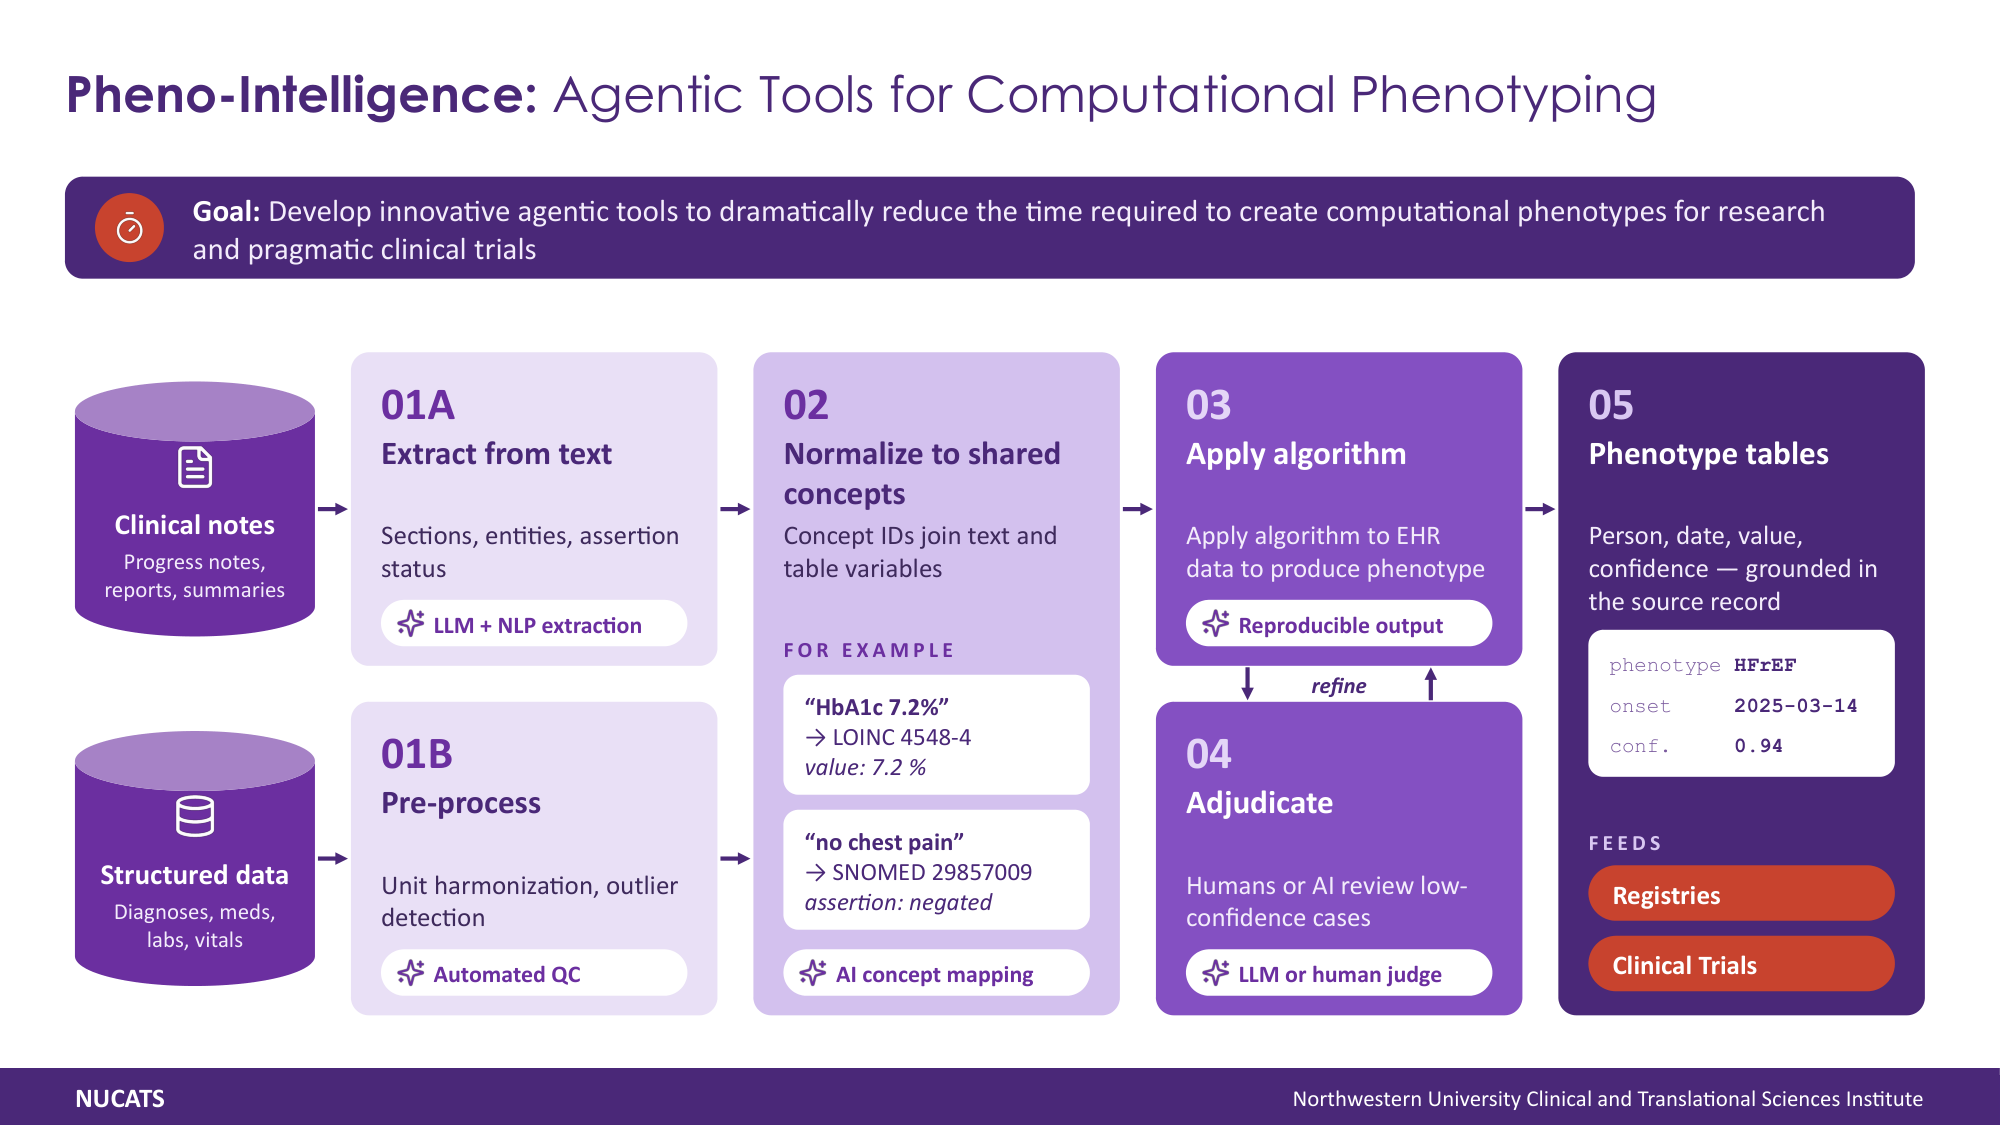 Pheno-Intelligence: Agentic Tools for Computational Phenotyping
Goal: Develop innovative agentic tools to dramatically reduce the time required to create computational phenotypes for research
and pragmatic clinical trials
Clinical notes
Progress notes,
reports, summaries
Structured data
Diagnoses, meds,
labs, vitals
01A
Extract from text
Sections, entities, assertion
status
LLM + NLP extraction
01B
Pre-process
Unit harmonization, outlier
detection
Automated QC
02
Normalize to shared
concepts
Concept IDs join text and
table variables
FOR EXAMPLE
“HbA1c 7.2%”
→ LOINC 4548-4
value: 7.2 %
“no chest pain”
→ SNOMED 29857009
assertion: negated
AI concept mapping
03
Apply algorithm
Apply algorithm to EHR
data to produce phenotype
Reproducible output
refine
04
Adjudicate
Humans or AI review low-
confidence cases
LLM or human judge
05
Phenotype tables
Person, date, value,
confidence — grounded in
the source record
phenotype HFrEF
onset 2025-03-14
conf. 0.94
FEEDS
Registries
Clinical Trials
NUCATS
Northwestern University Clinical and Translational Sciences Institute